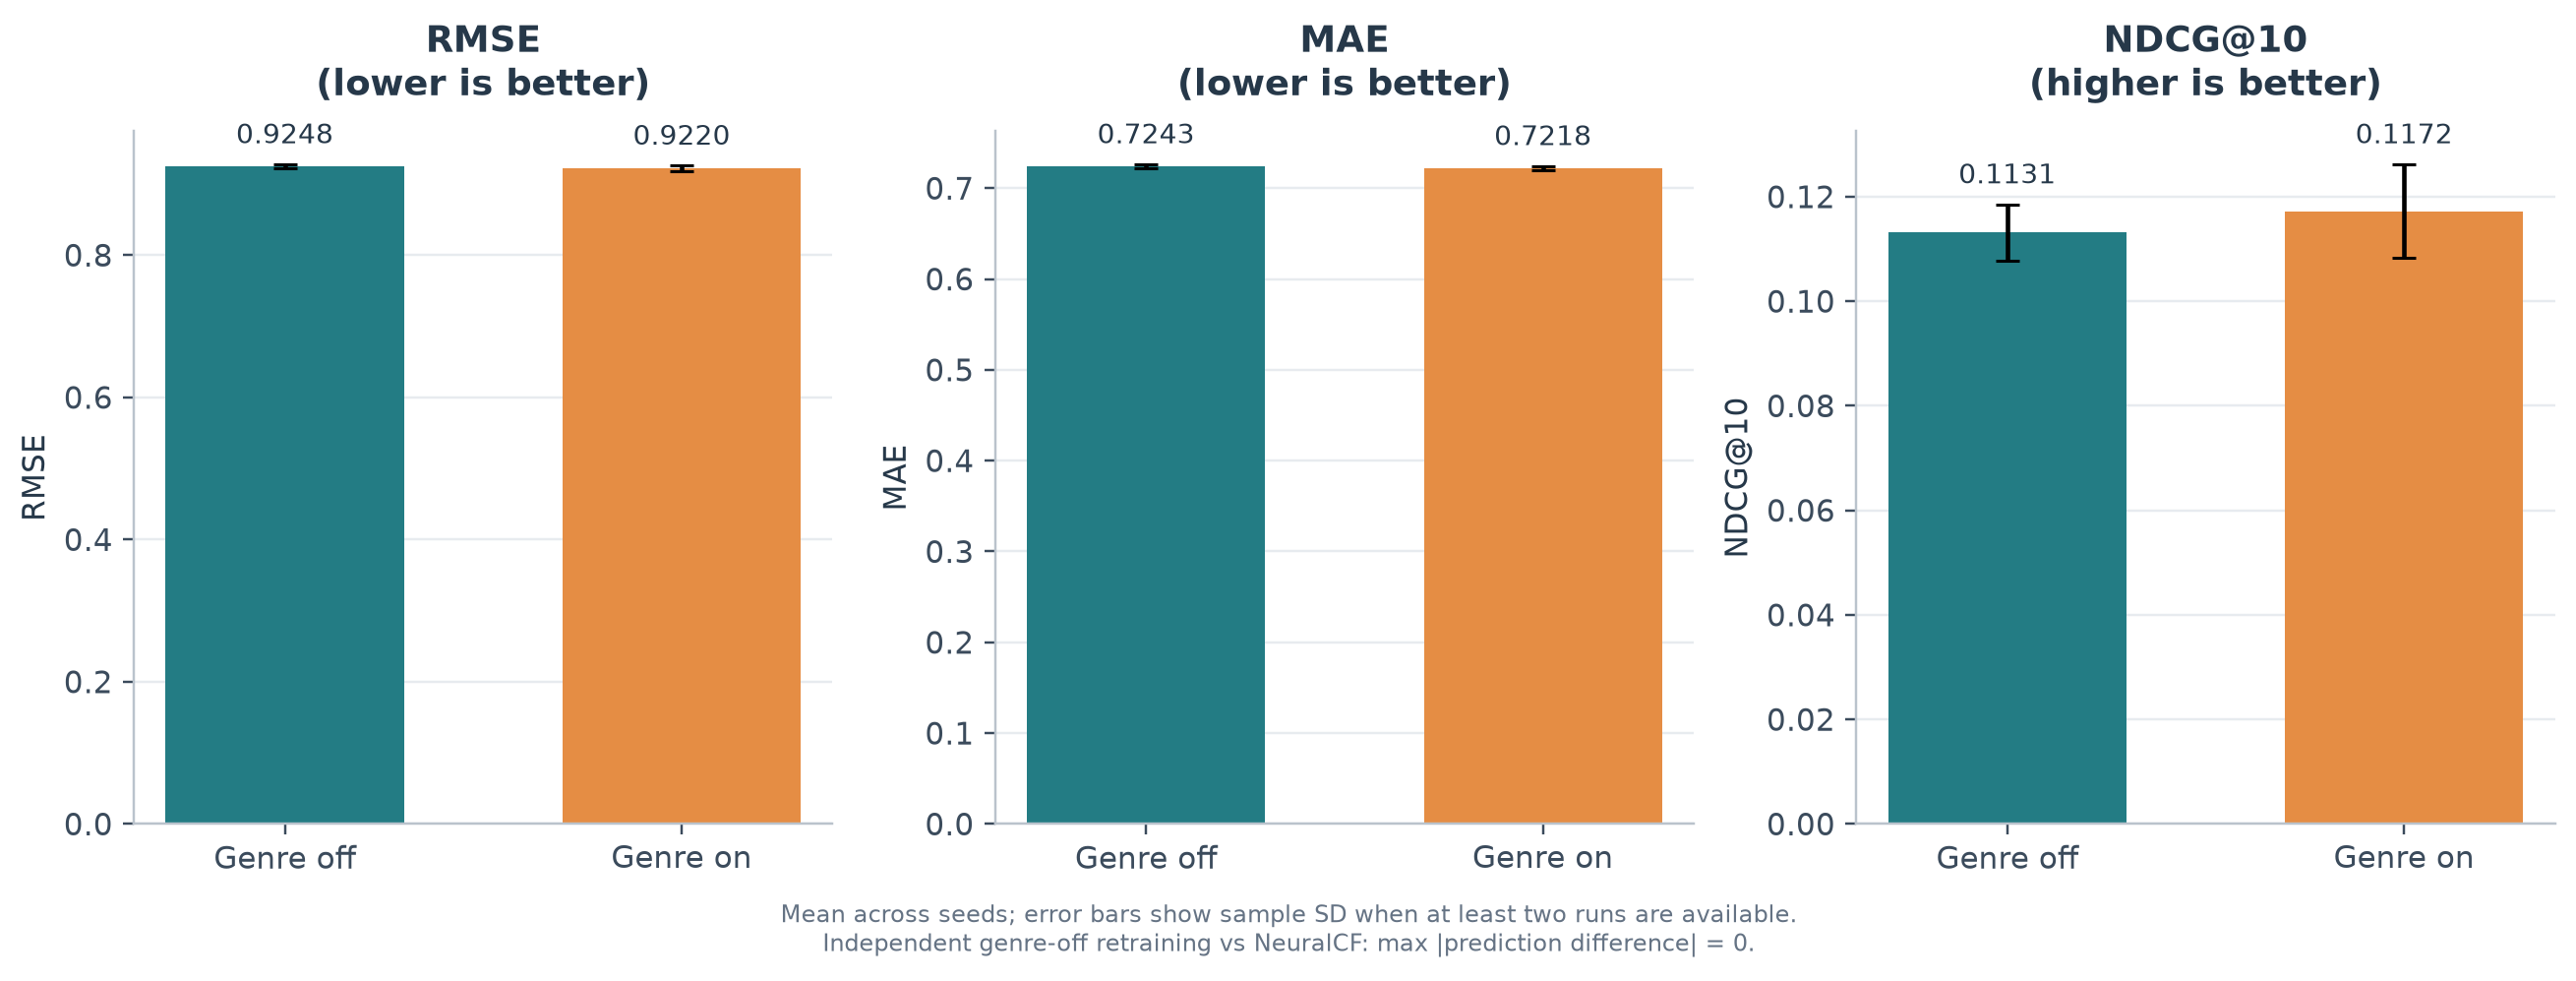 RMSE
(lower is better)
0.9248
0.9220
0.8
0.6
0.4
0.2
0.0
RMSE
Genre off
Genre on
MAE
(lower is better)
0.7243
0.7218
0.7
0.6
0.5
0.4
0.3
0.2
0.1
0.0
MAE
Genre off
Genre on
NDCG@10
(higher is better)
0.1131
0.1172
0.12
0.10
0.08
0.06
0.04
0.02
0.00
NDCG@10
Genre off
Genre on
Mean across seeds; error bars show sample SD when at least two runs are available.
Independent genre-off retraining vs NeuralCF: max |prediction difference| = 0.